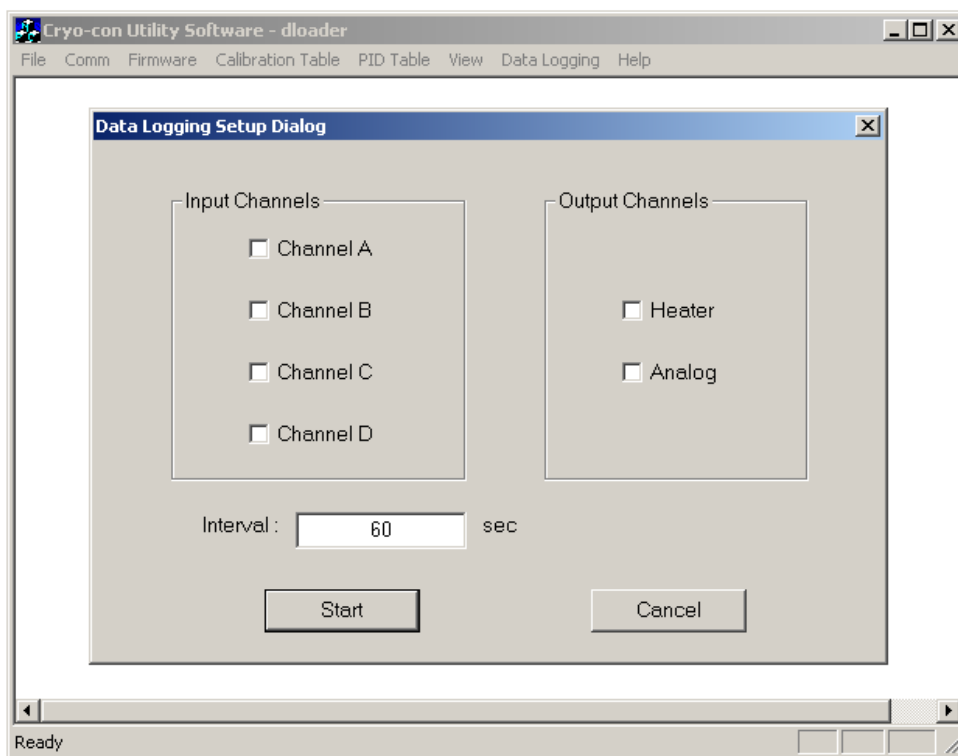 Cryo-con Utility Software - dloader
File Comm Firmware Calibration Table PID Table View Data Logging Help
Data Logging Setup Dialog
Input Channels
Channel A
Channel B
Channel C
Channel D
Output Channels
Heater
Analog
Interval : 60 sec
Start Cancel
Ready